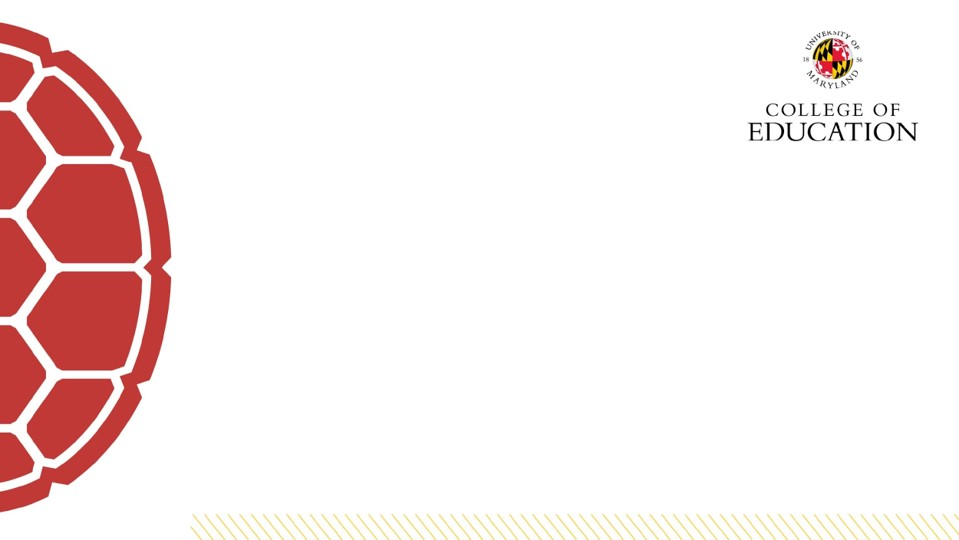 UNIVERSITY OF
18 56
MARYLAND
COLLEGE OF
EDUCATION